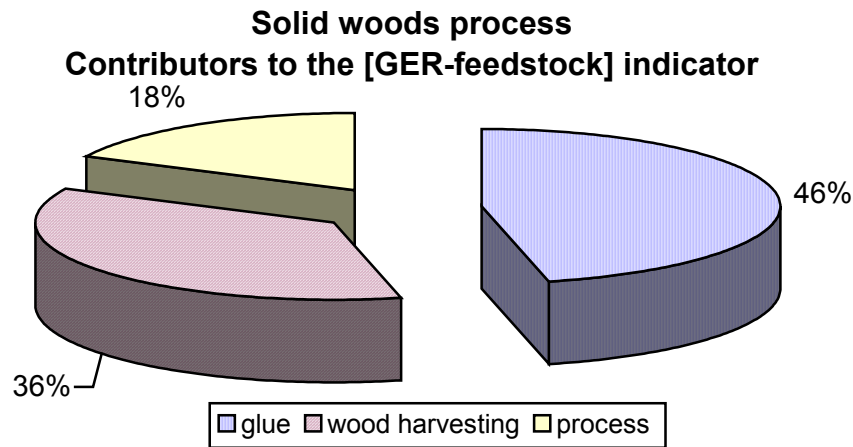 Solid woods process
Contributors to the [GER-feedstock] indicator
18%
46%
36%
glue wood harvesting process